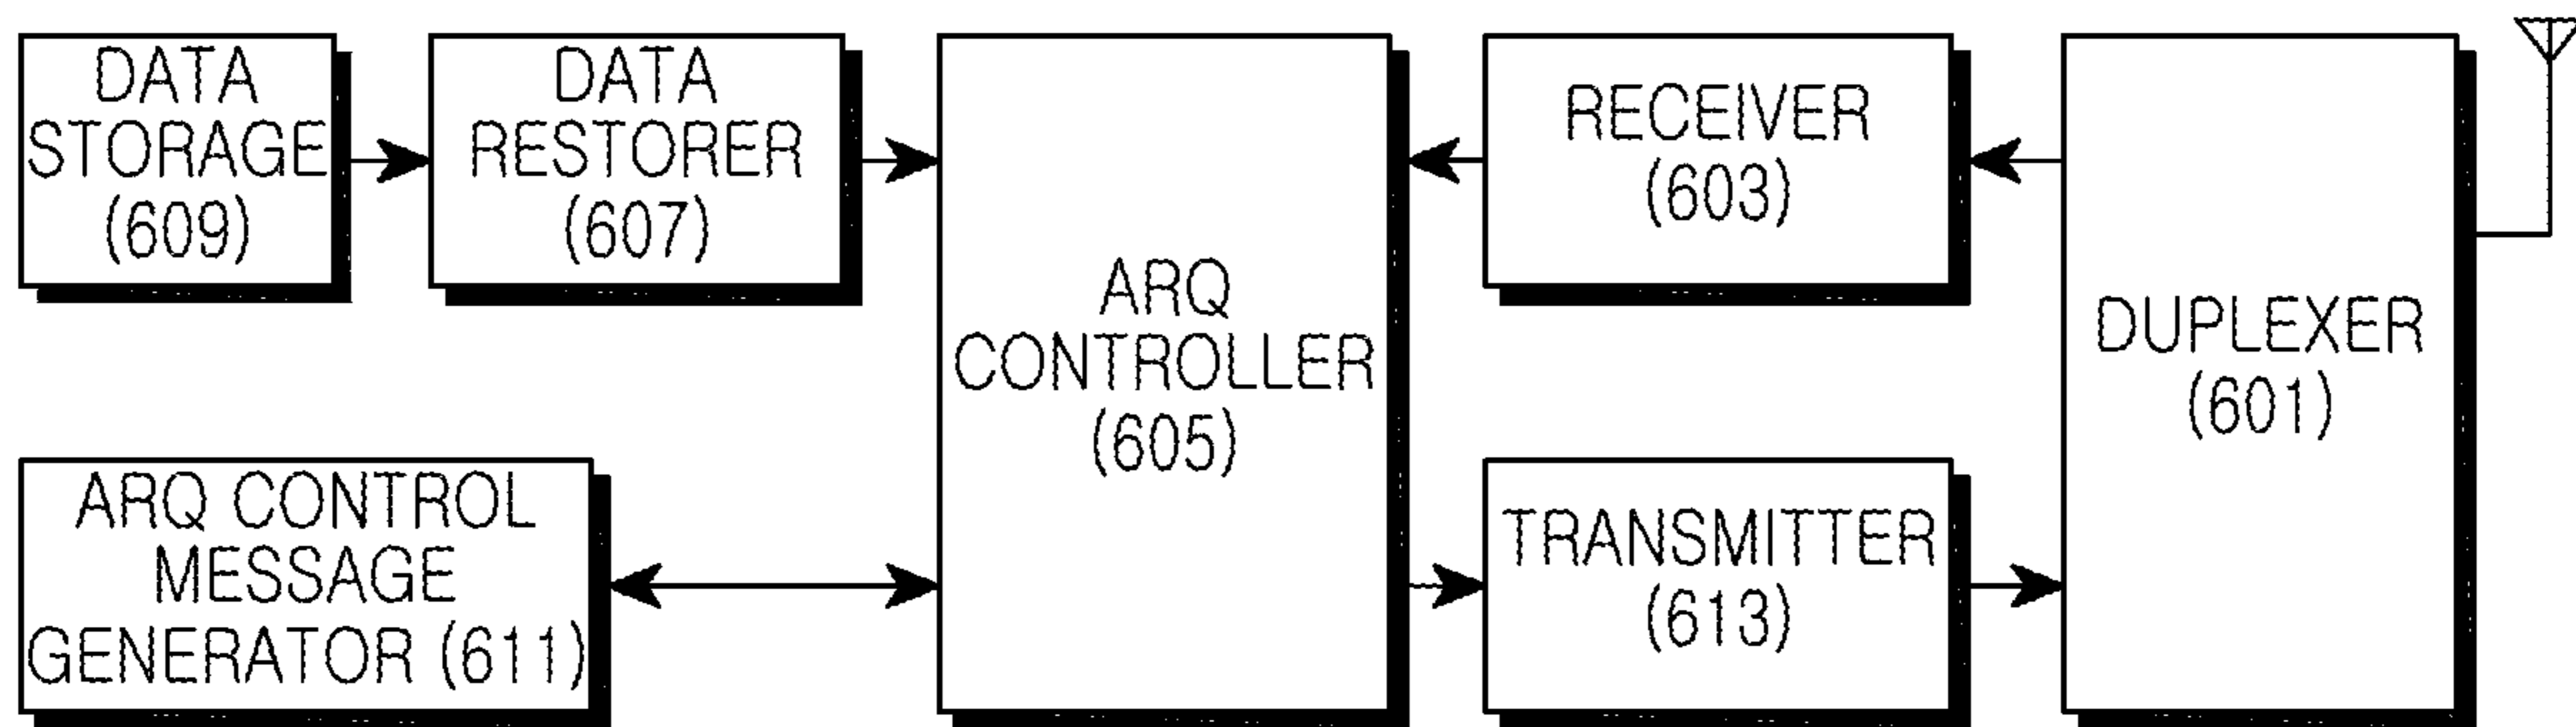 DATA
STORAGE
(609)
DATA
RESTORER
(607)
ARQ
CONTROLLER
(605)
RECEIVER
(603)
DUPLEXER
(601)
ARQ CONTROL
MESSAGE
GENERATOR (611)
TRANSMITTER
(613)